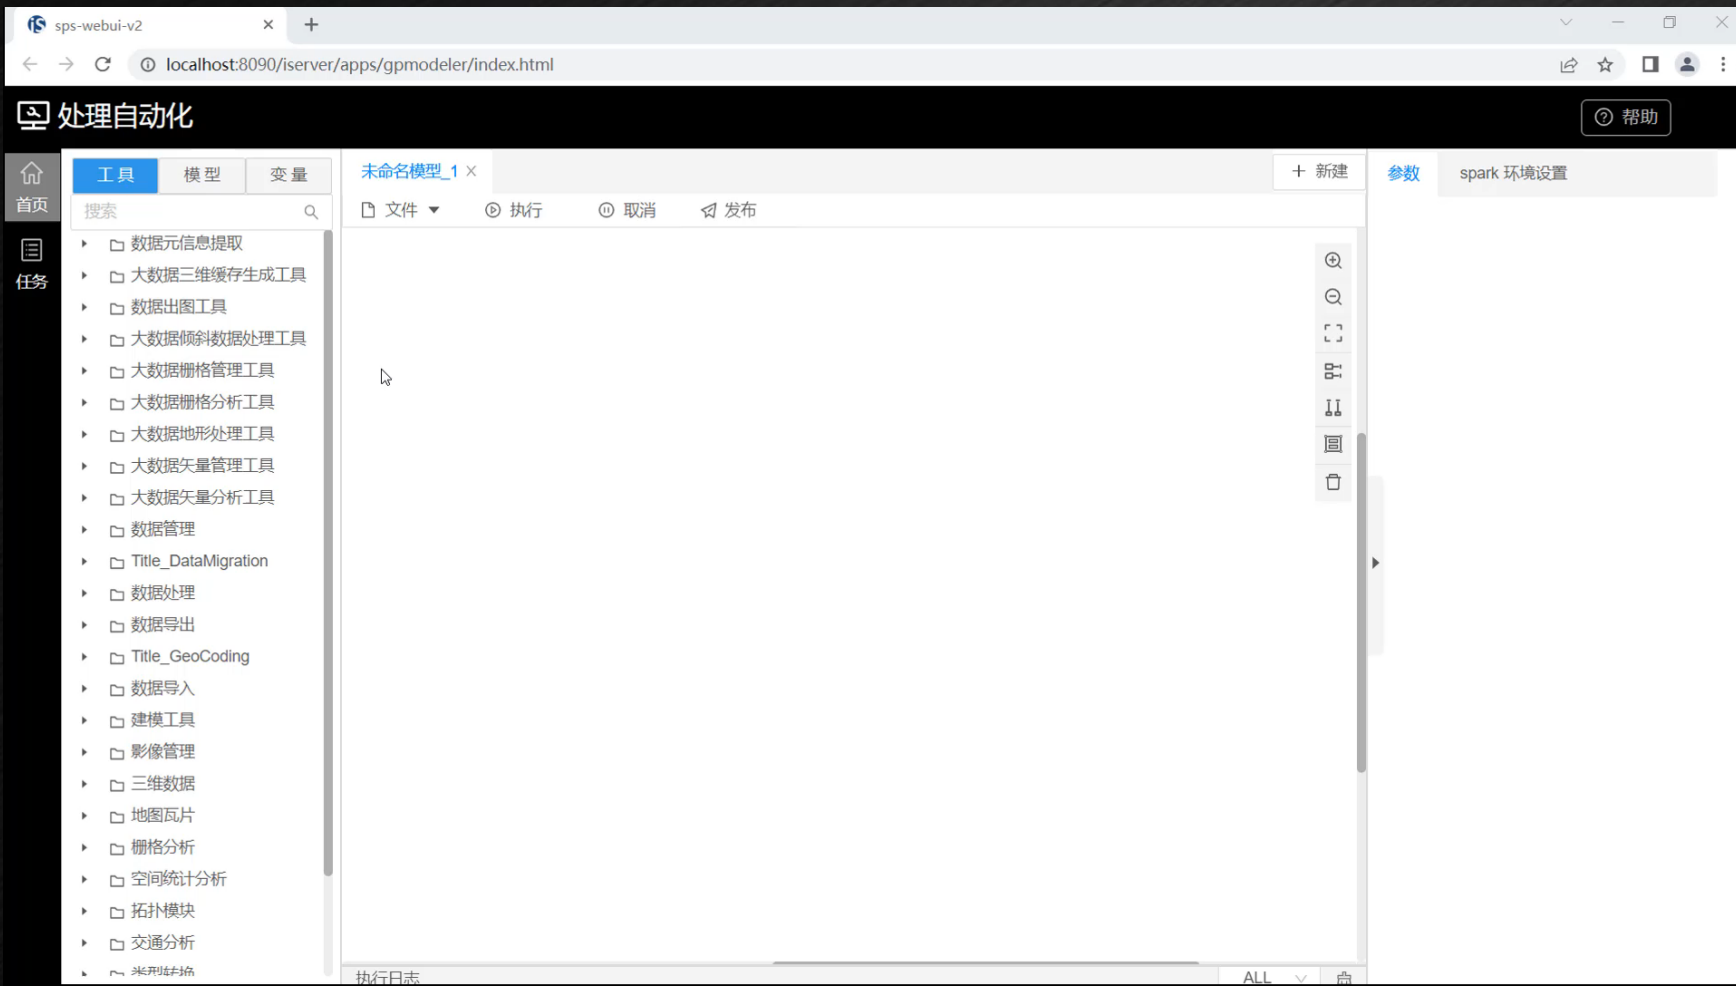 sps-webui-v2
localhost:8090/iserver/apps/gpmodeler/index.html
处理自动化
帮助
首页
任务
工具 模型 变量
搜索
数据元信息提取
大数据三维缓存生成工具
数据出图工具
大数据倾斜数据处理工具
大数据栅格管理工具
大数据栅格分析工具
大数据地形处理工具
大数据矢量管理工具
大数据矢量分析工具
数据管理
Title_DataMigration
数据处理
数据导出
Title_GeoCoding
数据导入
建模工具
影像管理
三维数据
地图瓦片
栅格分析
空间统计分析
拓扑模块
交通分析
类型转换
未命名模型_1
新建
文件 执行 取消 发布
执行日志
ALL
参数 spark 环境设置